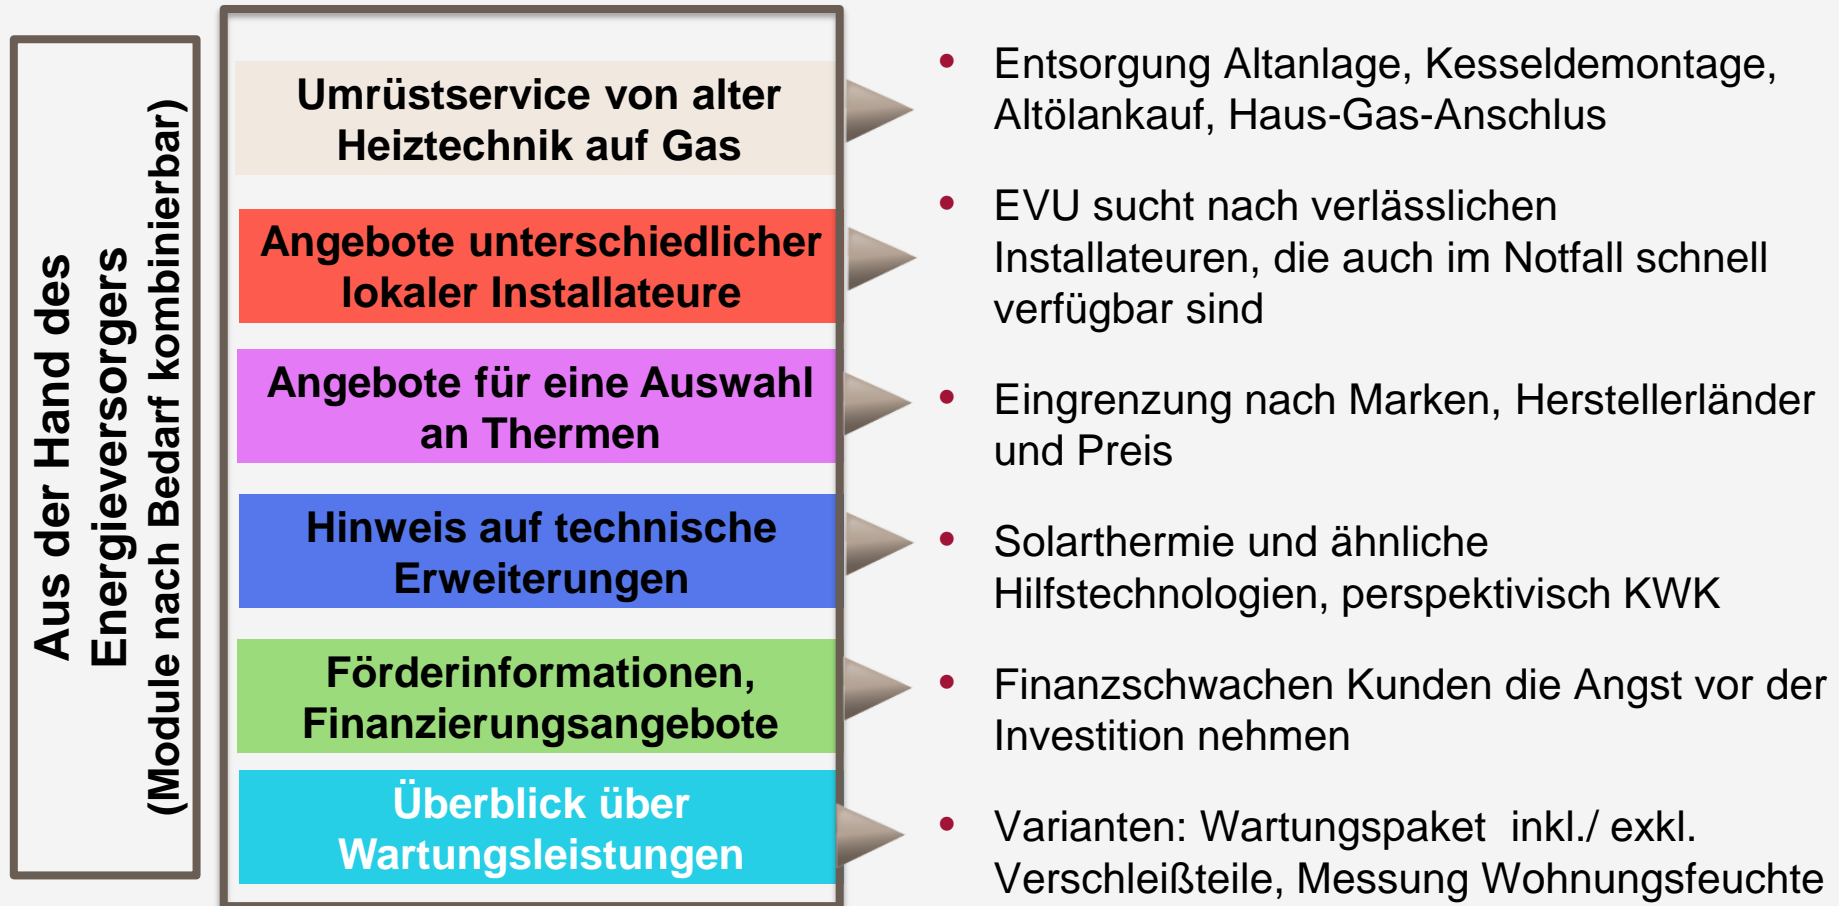 Aus der Hand des
Energieversorgers
(Module nach Bedarf kombinierbar)
Umrüstservice von alter
Heiztechnik auf Gas
Entsorgung Altanlage, Kesseldemontage,
Altölankauf, Haus-Gas-Anschlus
Angebote unterschiedlicher
lokaler Installateure
EVU sucht nach verlässlichen
Installateuren, die auch im Notfall schnell
verfügbar sind
Angebote für eine Auswahl
an Thermen
Eingrenzung nach Marken, Herstellerländer
und Preis
Hinweis auf technische
Erweiterungen
Solarthermie und ähnliche
Hilfstechnologien, perspektivisch KWK
Förderinformationen,
Finanzierungsangebote
Finanzschwachen Kunden die Angst vor der
Investition nehmen
Überblick über
Wartungsleistungen
Varianten: Wartungspaket inkl./ exkl.
Verschleißteile, Messung Wohnungsfeuchte